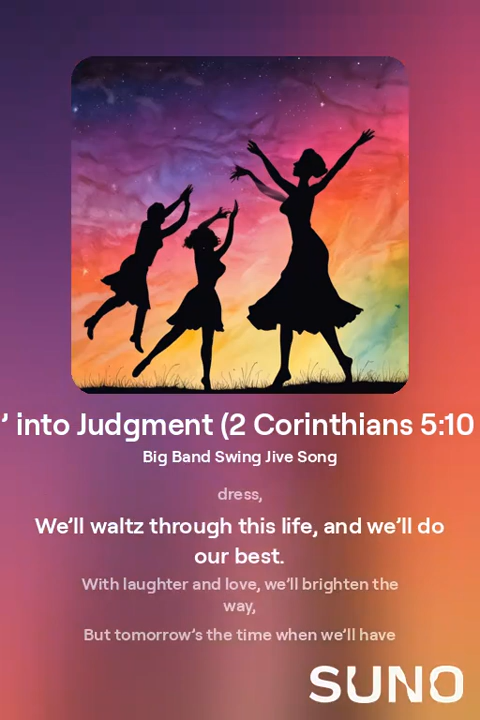 ’ into Judgment (2 Corinthians 5:10
Big Band Swing Jive Song
dress,
We’ll waltz through this life, and we’ll do
our best.
With laughter and love, we’ll brighten the
way,
But tomorrow’s the time when we’ll have
SUNO